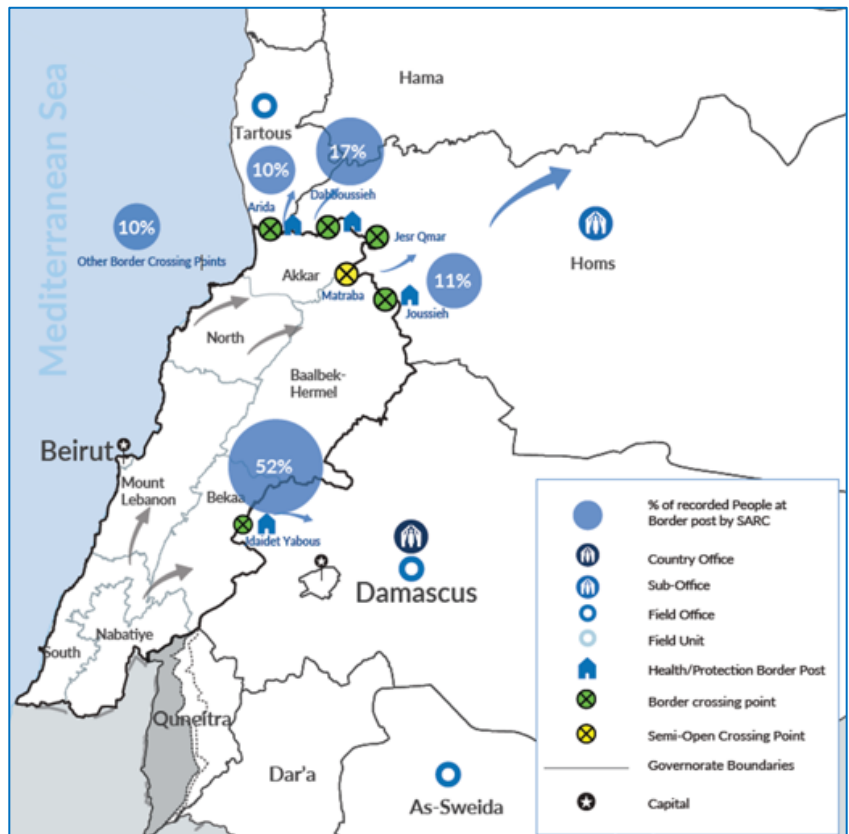 Mediterranean Sea
Hama
Tartous
17%
10%
Dabboussieh
Arida
10%
Other Border Crossing Points
Jesr Qmar
Homs
Akkar
11%
Matraba
Joussieh
North
Baalbek-
Hermel
Beirut
52%
Mount
Lebanon
Bekaa
Jdaidet Yabous
Damascus
Nabatiye
South
Quneitra
Dar'a
As-Sweida
% of recorded People at
Border post by SARC
Country Office
Sub-Office
Field Office
Field Unit
Health/Protection Border Post
Border crossing point
Semi-Open Crossing Point
Governorate Boundaries
Capital